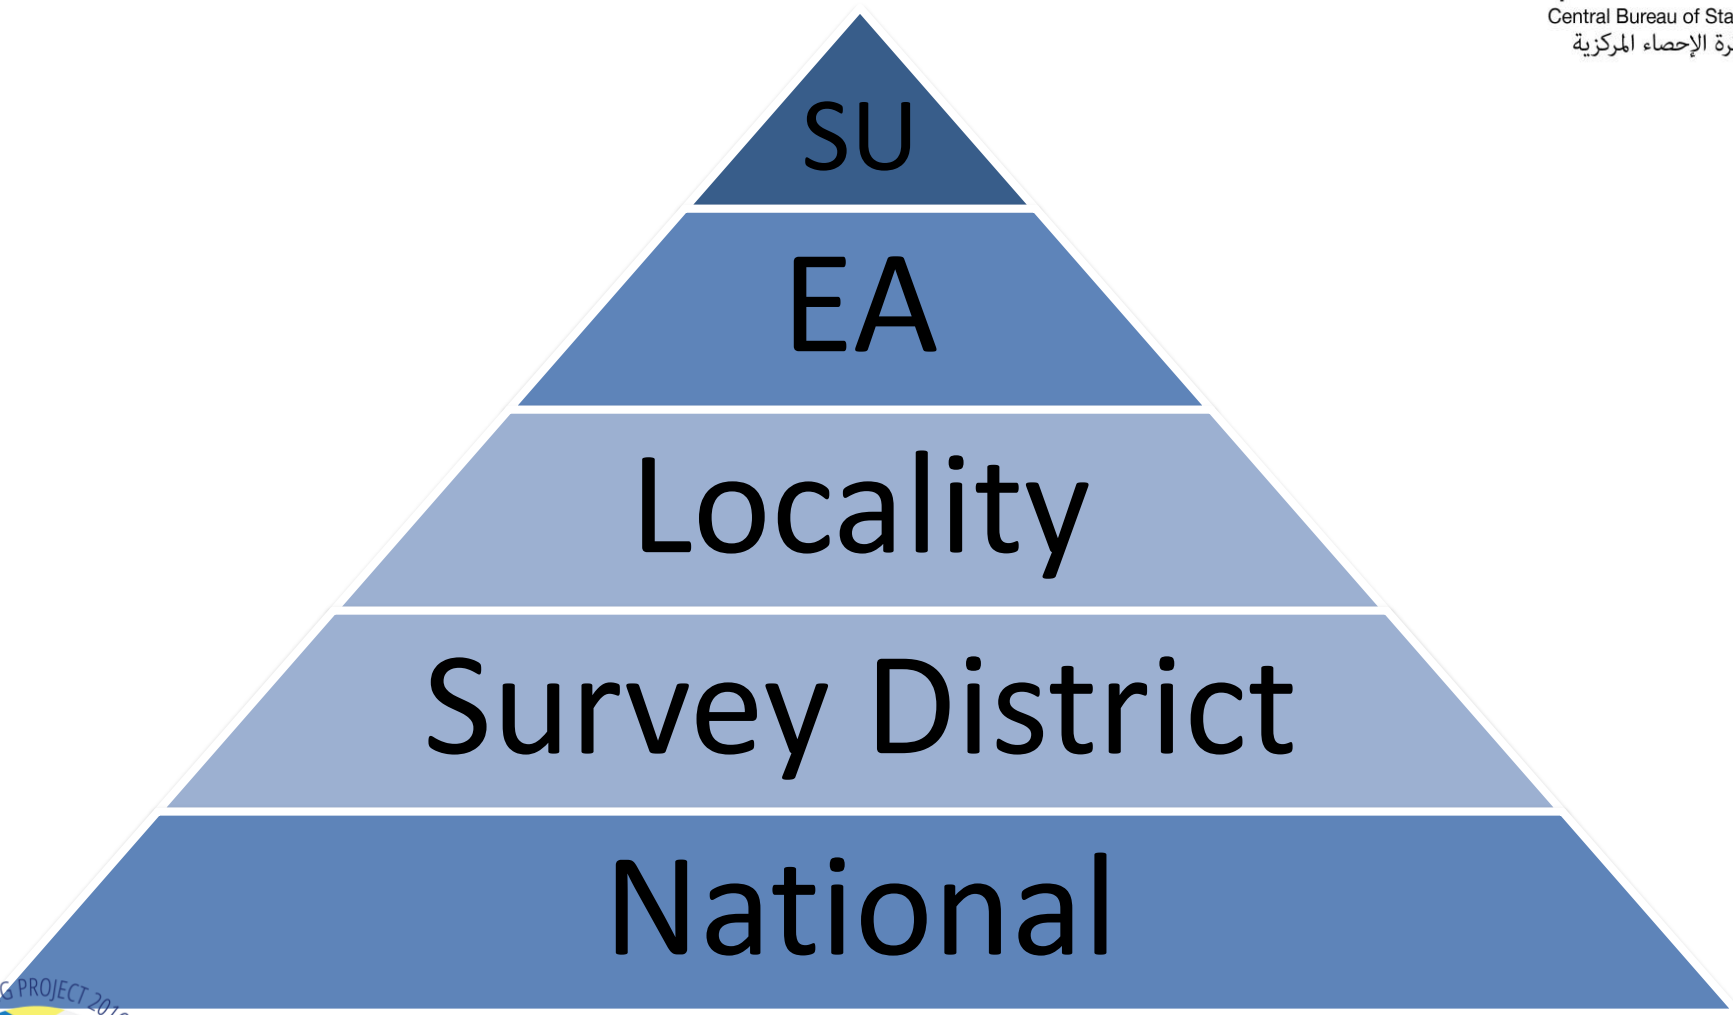 Central Bureau of Sta
الإحصاء المركزية
SU
EA
Locality
Survey District
National
PROJECT